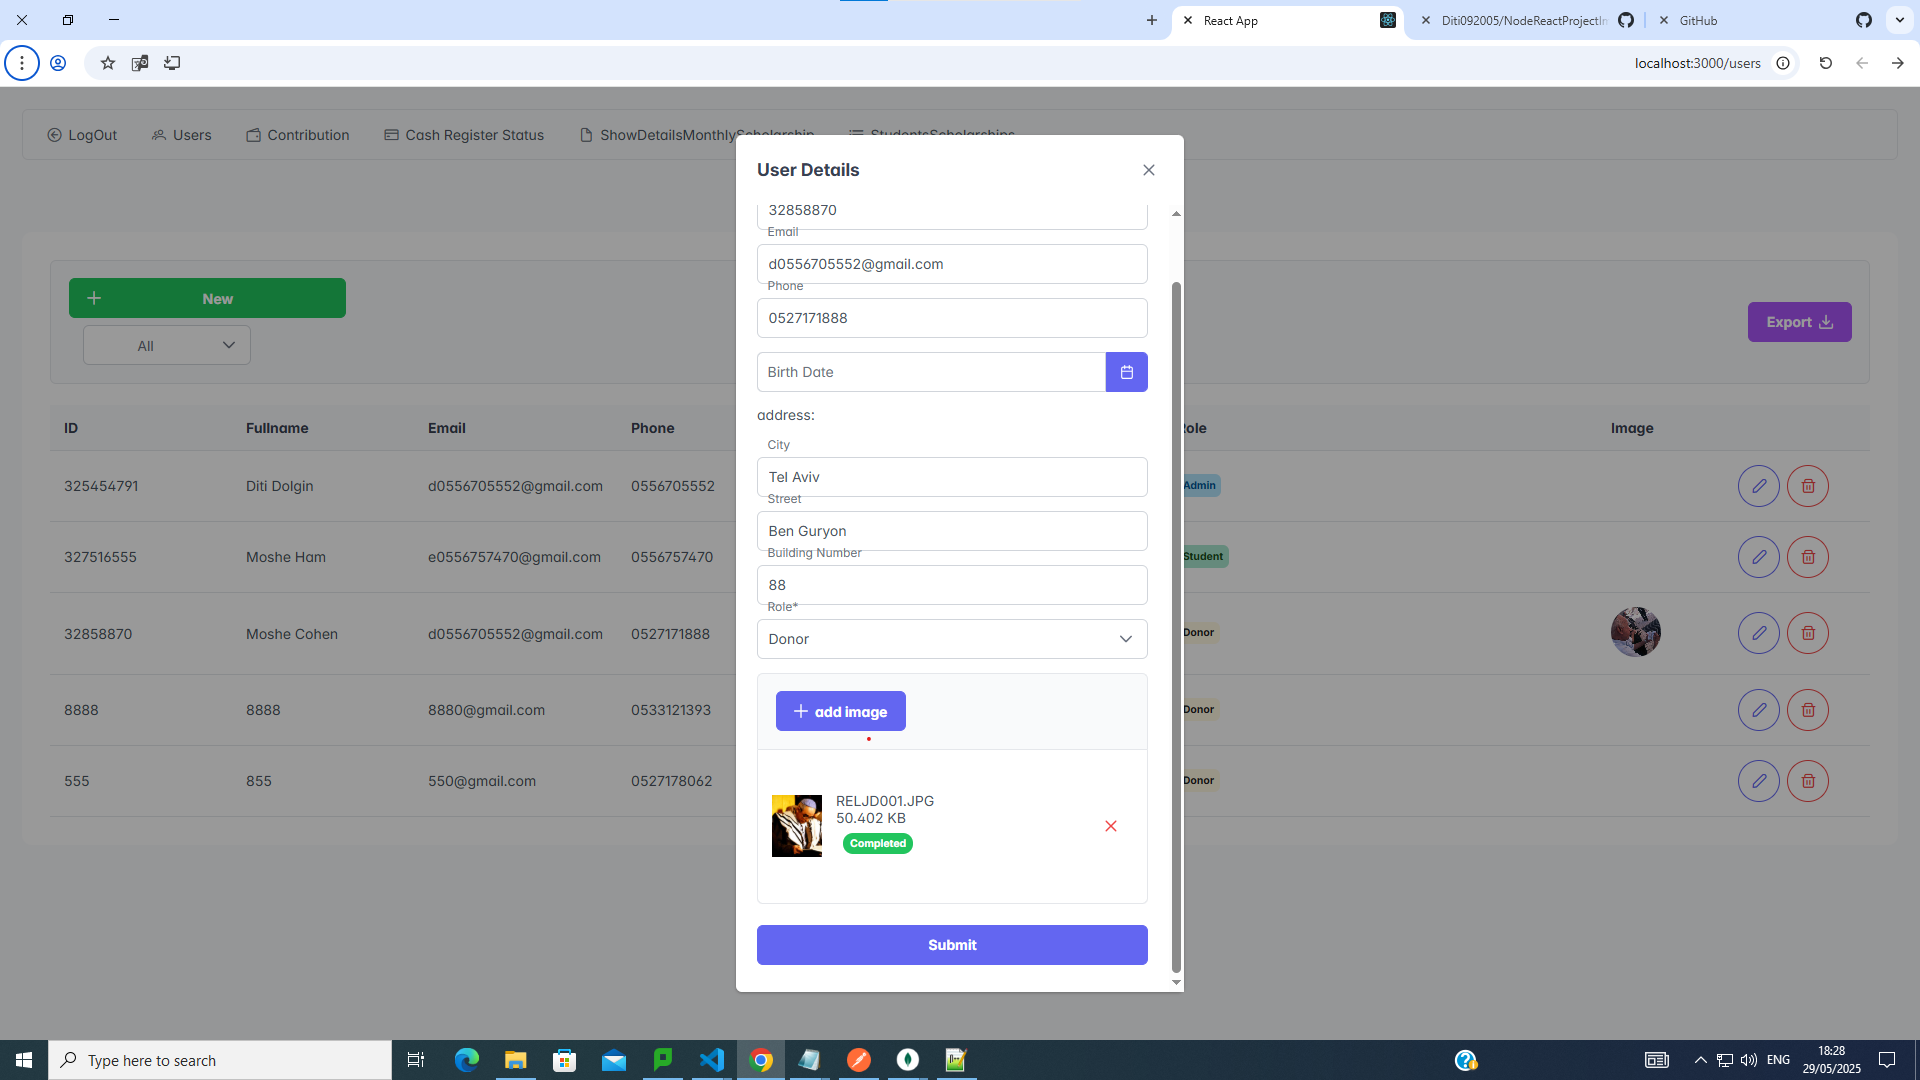 React App
Diti092005/NodeReactProjectIn
GitHub
localhost:3000/users
LogOut
Users
Contribution
Cash Register Status
ShowDetailsMonthlyScholarship
StudentsScholarships
User Details
32858870
Email
d0556705552@gmail.com
Phone
0527171888
Birth Date
address:
City
Tel Aviv
Street
Ben Guryon
Building Number
88
Role*
Donor
add image
RELJD001.JPG
50.402 KB
Completed
Submit
New
All
Export
ID Fullname Email Phone ole Image
325454791 Diti Dolgin d0556705552@gmail.com 0556705552 Admin
327516555 Moshe Ham e0556757470@gmail.com 0556757470 Student
32858870 Moshe Cohen d0556705552@gmail.com 0527171888 Donor
8888 8888 8880@gmail.com 0533121393 Donor
555 855 550@gmail.com 0527178062 Donor
Type here to search
ENG
18:28
29/05/2025